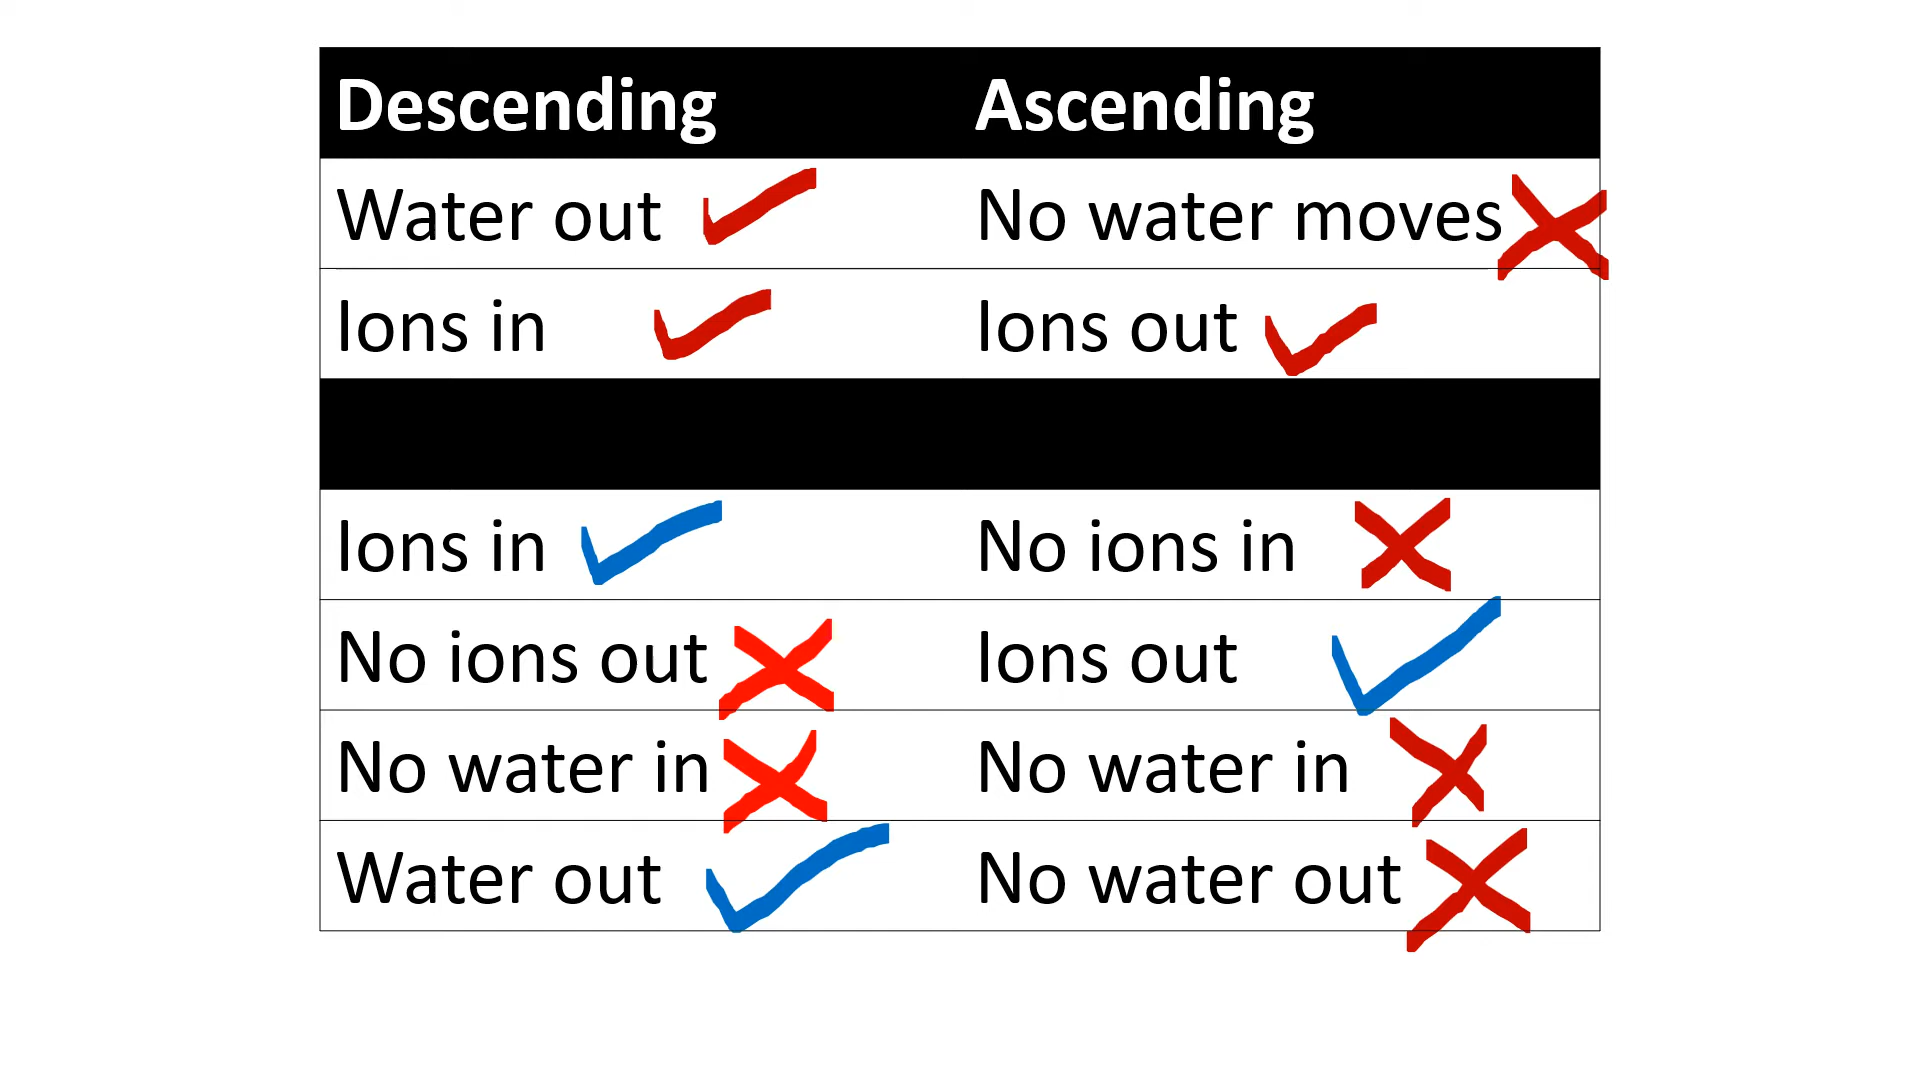 Descending Ascending
Water out No water moves
Ions in Ions out
Ions in No ions in
No ions out Ions out
No water in No water in
Water out No water out